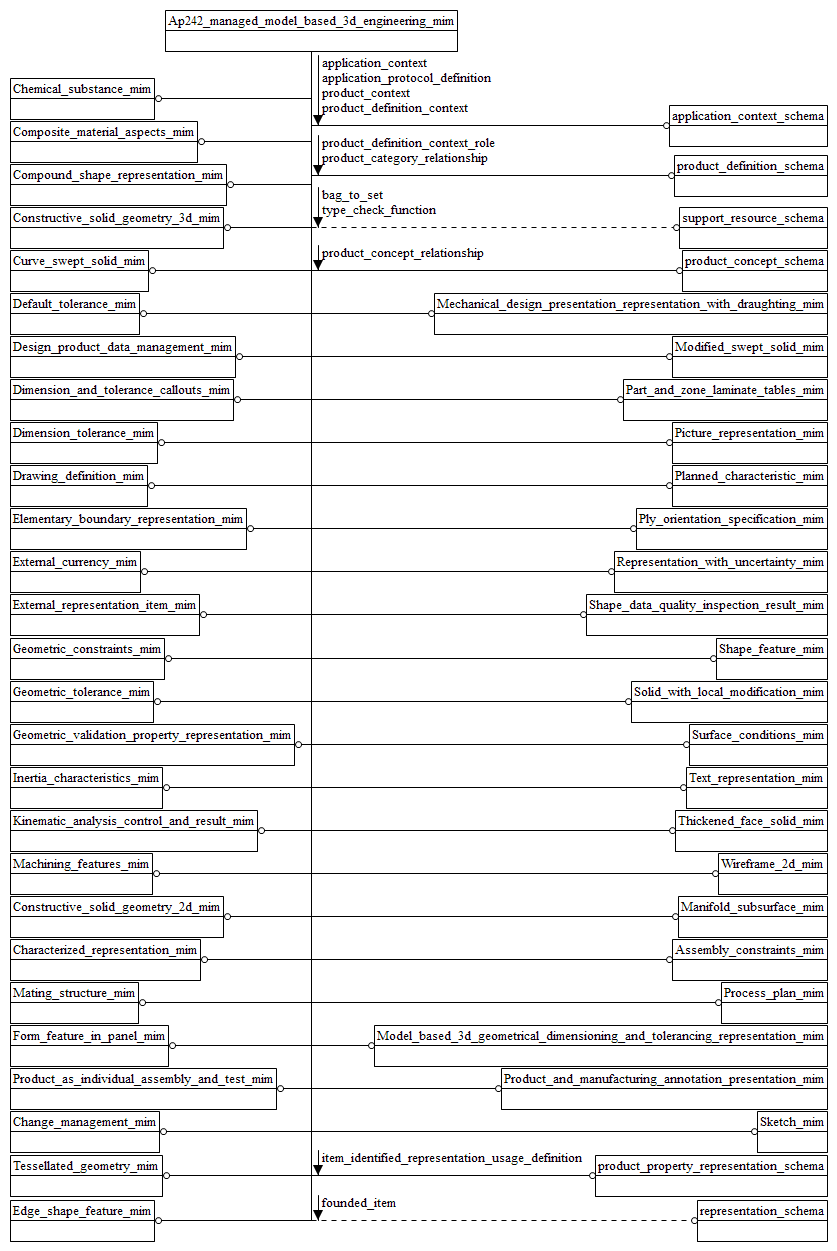 Ap242_managed_model_based_3d_engineering_mim
application_context
application_protocol_definition
product_context
product_definition_context
Chemical_substance_mim
application_context_schema
Composite_material_aspects_mim
product_definition_context_role
product_category_relationship
product_definition_schema
Compound_shape_representation_mim
bag_to_set
type_check_function
Constructive_solid_geometry_3d_mim
support_resource_schema
product_concept_relationship
Curve_swept_solid_mim
product_concept_schema
Default_tolerance_mim
Mechanical_design_presentation_representation_with_draughting_mim
Design_product_data_management_mim
Modified_swept_solid_mim
Dimension_and_tolerance_callouts_mim
Part_and_zone_laminate_tables_mim
Dimension_tolerance_mim
Picture_representation_mim
Drawing_definition_mim
Planned_characteristic_mim
Elementary_boundary_representation_mim
Ply_orientation_specification_mim
External_currency_mim
Representation_with_uncertainty_mim
External_representation_item_mim
Shape_data_quality_inspection_result_mim
Geometric_constraints_mim
Shape_feature_mim
Geometric_tolerance_mim
Solid_with_local_modification_mim
Geometric_validation_property_representation_mim
Surface_conditions_mim
Inertia_characteristics_mim
Text_representation_mim
Kinematic_analysis_control_and_result_mim
Thickened_face_solid_mim
Machining_features_mim
Wireframe_2d_mim
Constructive_solid_geometry_2d_mim
Manifold_subsurface_mim
Characterized_representation_mim
Assembly_constraints_mim
Mating_structure_mim
Process_plan_mim
Form_feature_in_panel_mim
Model_based_3d_geometrical_dimensioning_and_tolerancing_representation_mim
Product_as_individual_assembly_and_test_mim
Product_and_manufacturing_annotation_presentation_mim
Change_management_mim
Sketch_mim
Tessellated_geometry_mim
item_identified_representation_usage_definition
product_property_representation_schema
Edge_shape_feature_mim
founded_item
representation_schema